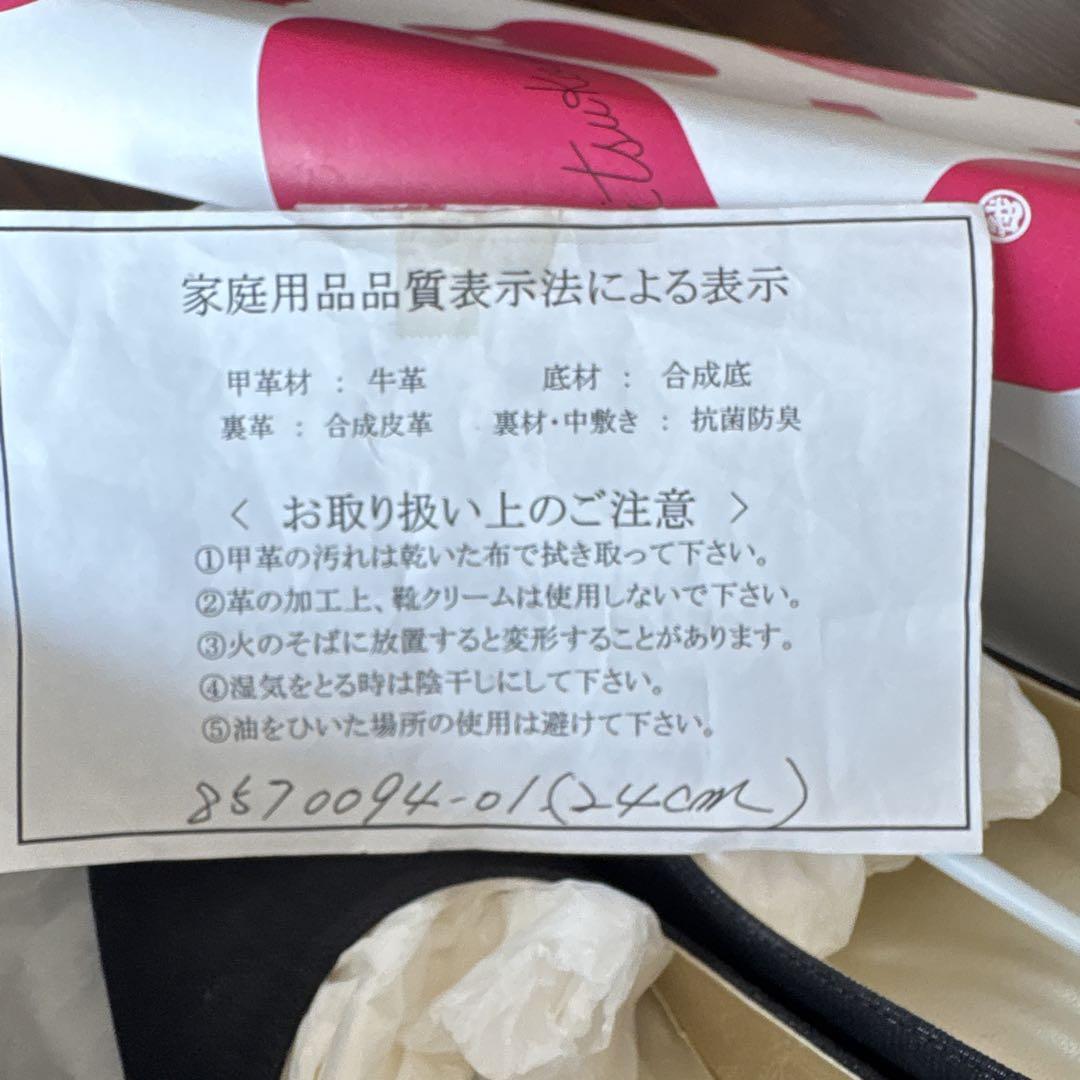 家庭用品品質表示法による表示
甲革材 : 牛革 底材 : 合成底
裏革 : 合成皮革 裏材・中敷き : 抗菌防臭
< お取り扱い上のご注意 >
①甲革の汚れは乾いた布で拭き取って下さい。
②革の加工上、靴クリームは使用しないで下さい。
③火のそばに放置すると変形することがあります。
④湿気をとる時は陰干しにして下さい。
⑤油をひいた場所の使用は避けて下さい。
8570094-01(24cm)